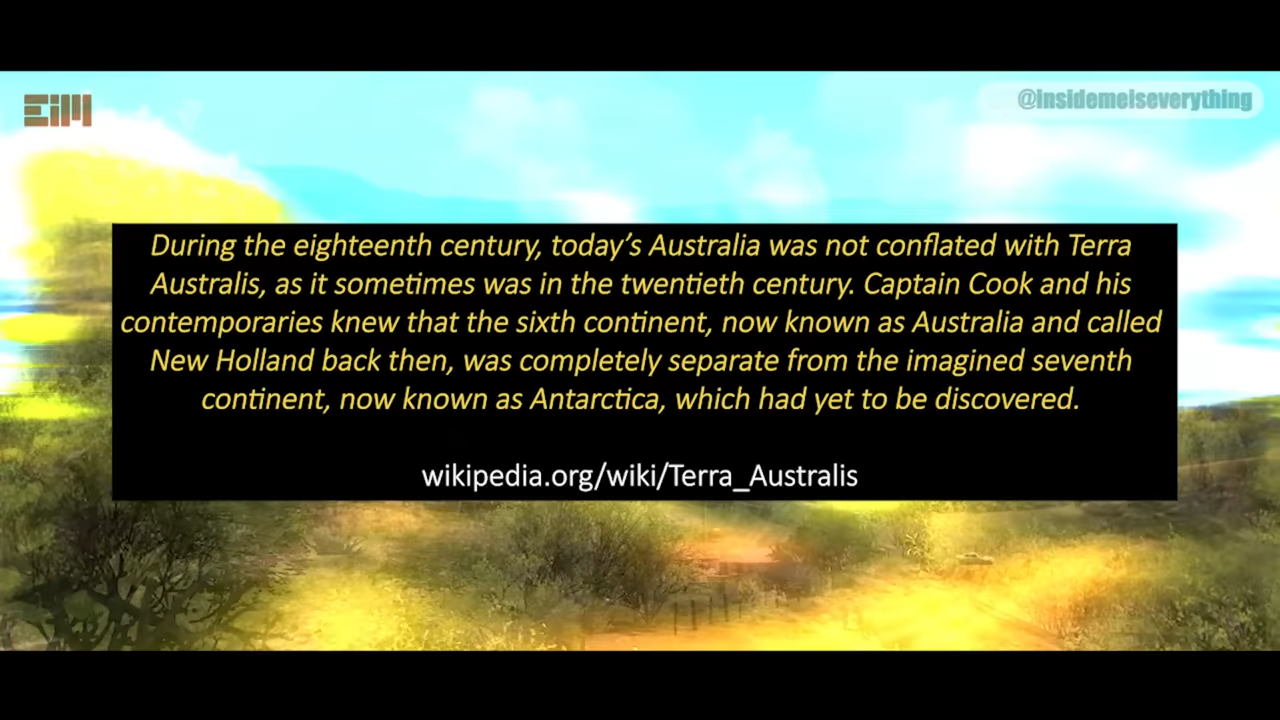 EiM
@insidemeiseverything
During the eighteenth century, today’s Australia was not conflated with Terra
Australis, as it sometimes was in the twentieth century. Captain Cook and his
contemporaries knew that the sixth continent, now known as Australia and called
New Holland back then, was completely separate from the imagined seventh
continent, now known as Antarctica, which had yet to be discovered.
wikipedia.org/wiki/Terra_Australis